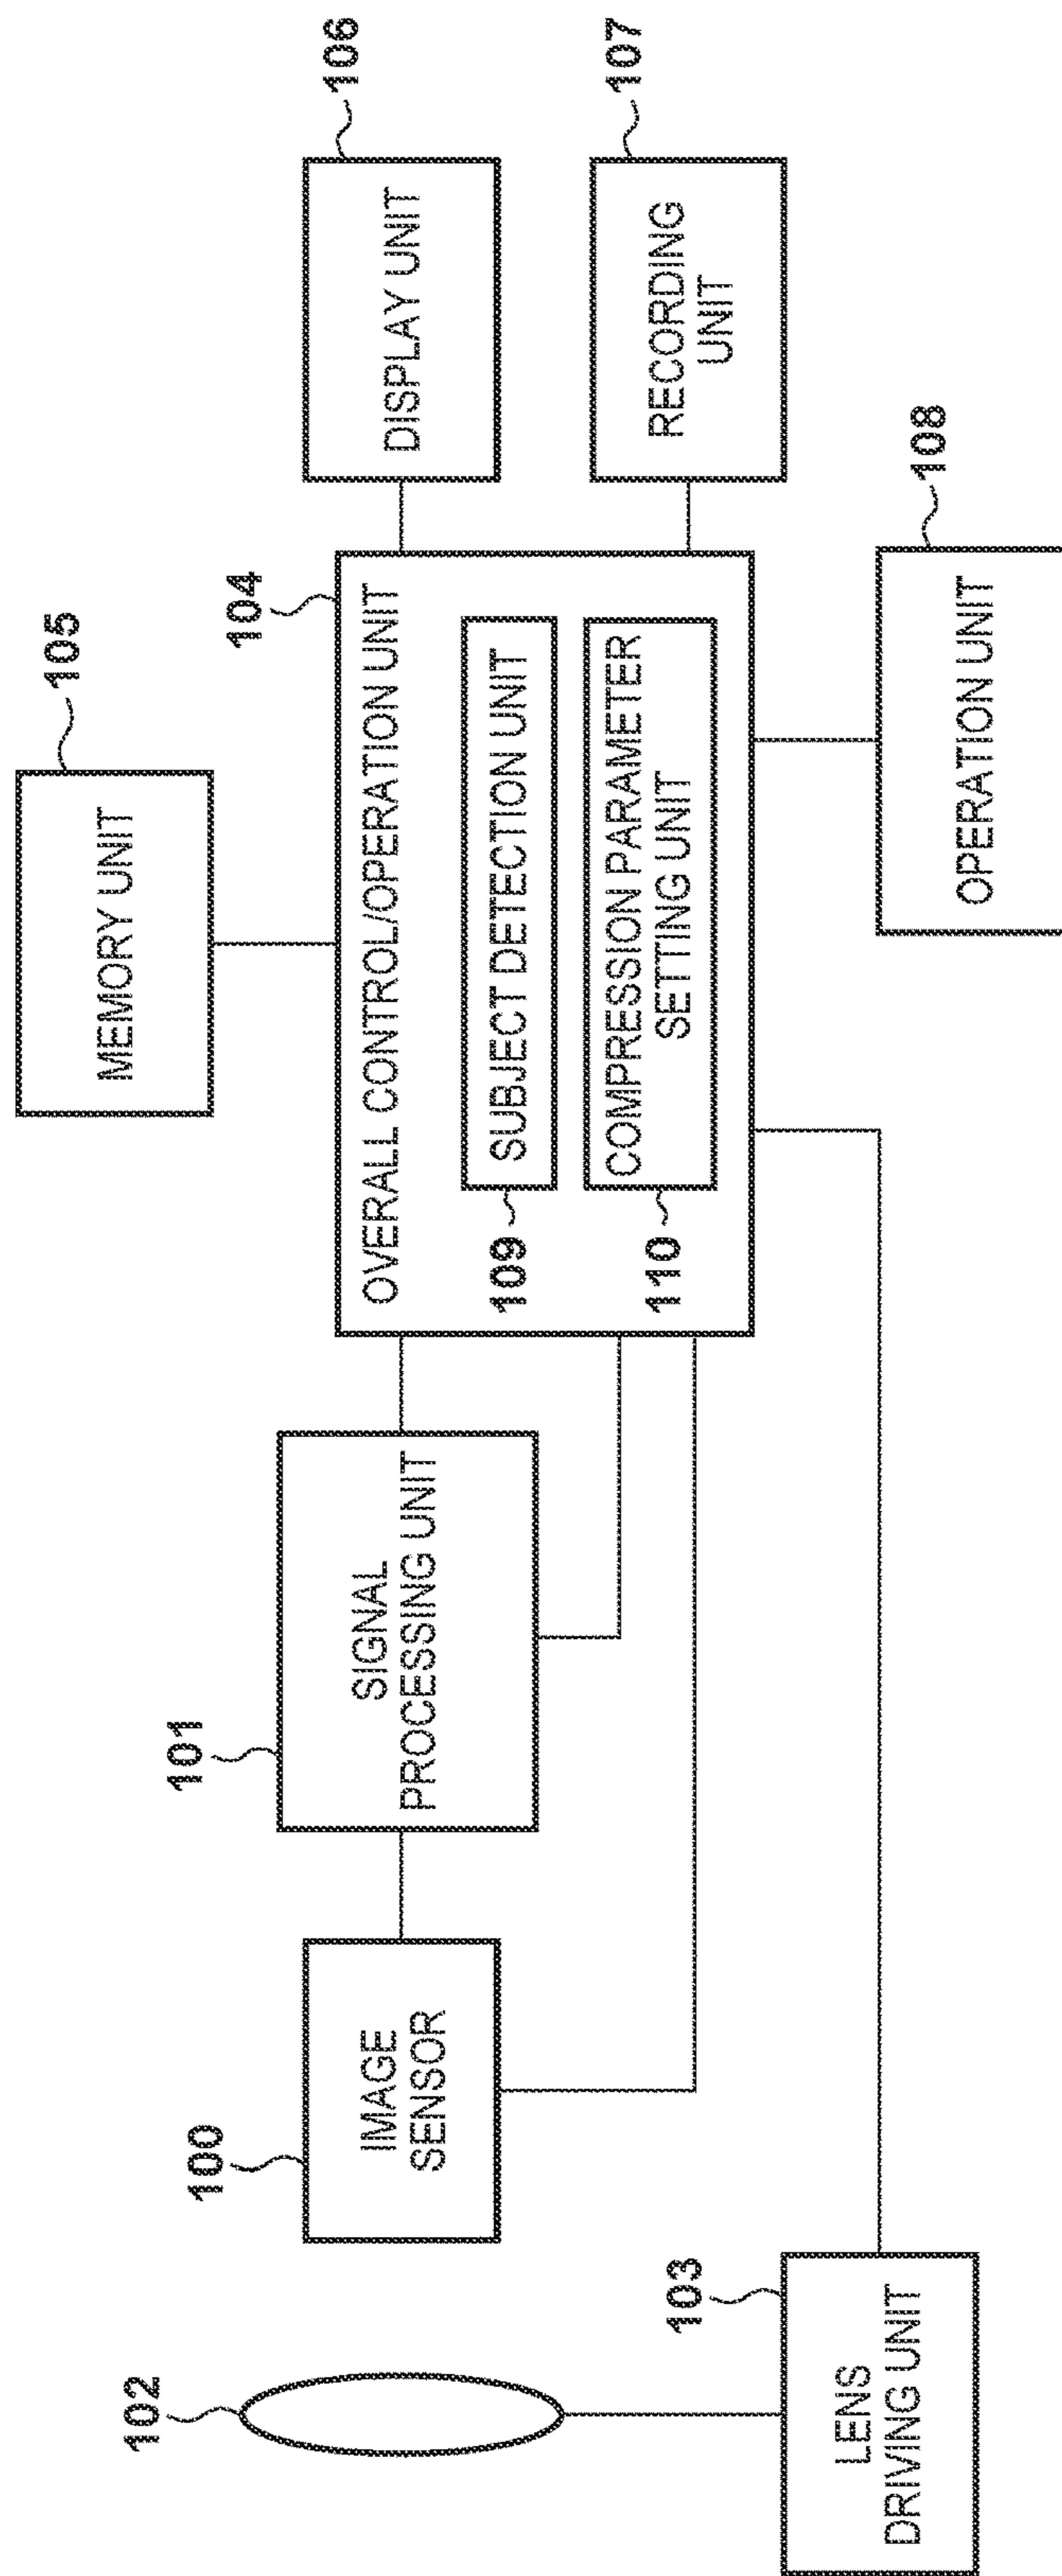 102
103
LENS
DRIVING UNIT
100
IMAGE
SENSOR
101
SIGNAL
PROCESSING UNIT
105
MEMORY UNIT
104
OVERALL CONTROL/OPERATION UNIT
109
SUBJECT DETECTION UNIT
110
COMPRESSION PARAMETER
SETTING UNIT
106
DISPLAY UNIT
107
RECORDING
UNIT
108
OPERATION UNIT